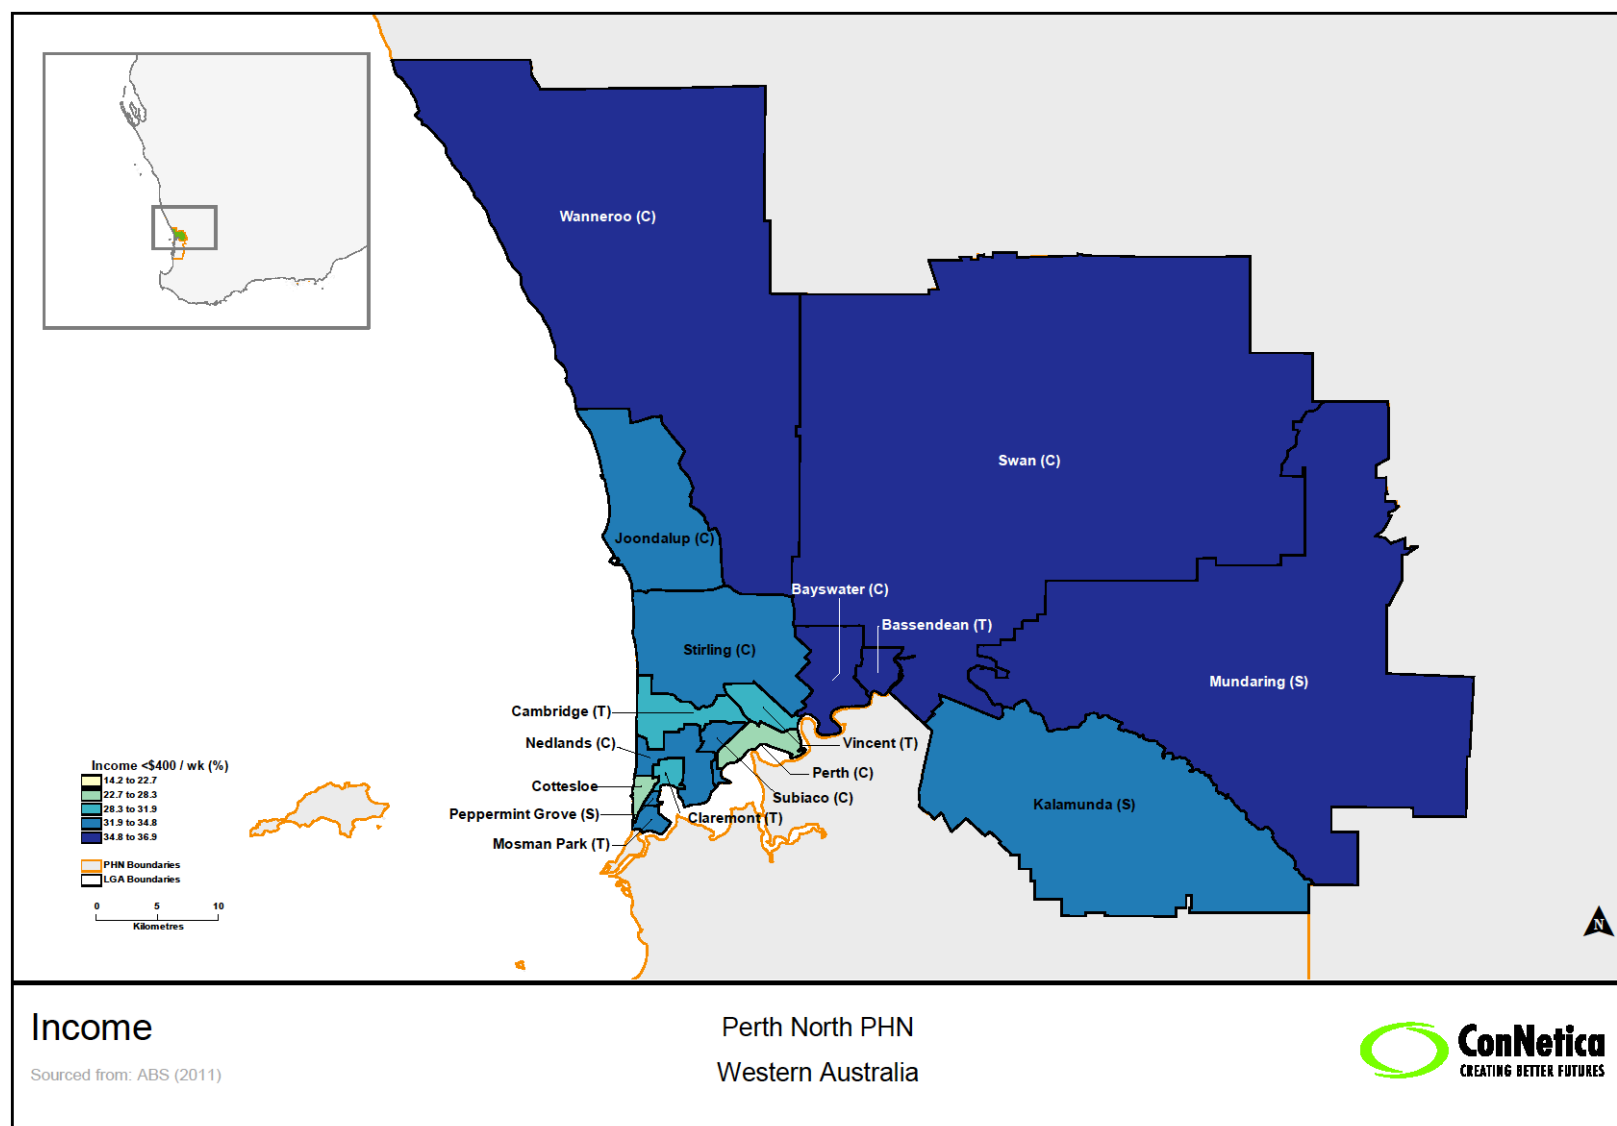 Wanneroo (C)
Swan (C)
Joondalup (C)
Bayswater (C)
Bassendean (T)
Stirling (C)
Mundaring (S)
Cambridge (T)
Nedlands (C)
Vincent (T)
Perth (C)
Cottesloe
Subiaco (C)
Peppermint Grove (S)
Claremont (T)
Mosman Park (T)
Kalamunda (S)
Income <$400 / wk (%)
14.2 to 22.7
22.7 to 28.3
28.3 to 31.9
31.9 to 34.8
34.8 to 36.9
PHN Boundaries
LGA Boundaries
0 5 10
Kilometres
N
Income
Sourced from: ABS (2011)
Perth North PHN
Western Australia
ConNetica
CREATING BETTER FUTURES